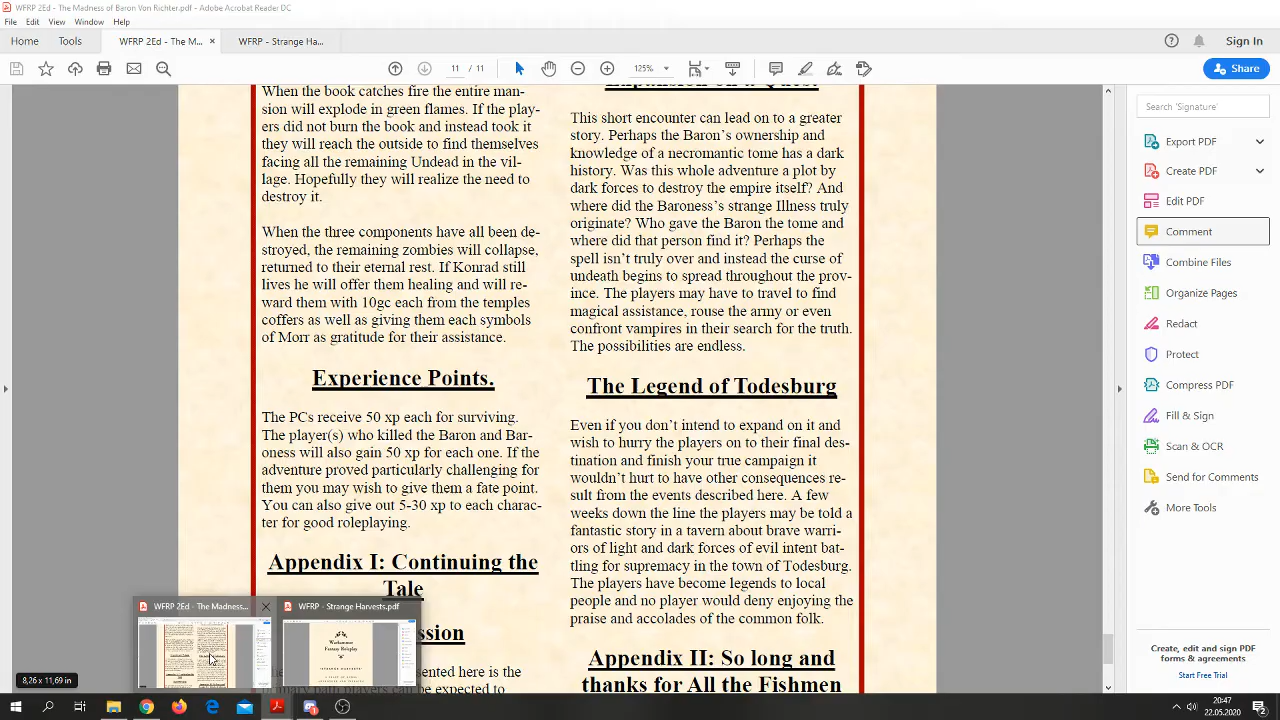 WFRP 2Ed - The Madness of Baron Von Richter.pdf - Adobe Acrobat Reader DC
File Edit View Window Help
Home Tools WFRP 2Ed - The M... × WFRP - Strange Ha... Sign In
11 / 11 125% Share
When the book catches fire the entire man-
sion will explode in green flames. If the play-
ers did not burn the book and instead took it
they will reach the outside to find themselves
facing all the remaining Undead in the vil-
lage. Hopefully they will realize the need to
destroy it.
When the three components have all been de-
stroyed, the remaining zombies will collapse,
returned to their eternal rest. If Konrad still
lives he will offer them healing and will re-
ward them with 10gc each from the temples
coffers as well as giving them each symbols
of Morr as gratitude for their assistance.
Experience Points.
The PCs receive 50 xp each for surviving.
The player(s) who killed the Baron and Bar-
oness will also gain 50 xp for each one. If the
adventure proved particularly challenging for
them you may wish to give them a fate point.
You can also give out 5-30 xp to each charac-
ter for good roleplaying.
Appendix I: Continuing the
Tale
ssion
sented here is the
primary path players can be expected to
Expansion on a Quest
This short encounter can lead on to a greater
story. Perhaps the Baron’s ownership and
knowledge of a necromantic tome has a dark
history. Was this whole adventure a plot by
dark forces to destroy the empire itself? And
where did the Baroness’s strange Illness truly
originate? Who gave the Baron the tome and
where did that person find it? Perhaps the
spell isn’t truly over and instead the curse of
undeath begins to spread throughout the prov-
ince. The players may have to travel to find
magical assistance, rouse the army or even
confront vampires in their search for the truth.
The possibilities are endless.
The Legend of Todesburg
Even if you don’t intend to expand on it and
wish to hurry the players on to their final des-
tination and finish your true campaign it
wouldn’t hurt to have other consequences re-
sult from the events described here. A few
weeks down the line the players may be told a
fantastic story in a tavern about brave warri-
ors of light and dark forces of evil intent bat-
tling for supremacy in the town of Todesburg.
The players have become legends to local
people and no player would deny enjoying the
praise and accolades of the common folk.
Appendix II: So long and
thanks for All the Fishmen
Search 'Signature'
Export PDF
Create PDF
Edit PDF
Comment
Combine Files
Organize Pages
Redact
Protect
Compress PDF
Fill & Sign
Scan & OCR
Send for Comments
More Tools
Create, edit and sign PDF
forms & agreements
Start Free Trial
WFRP 2Ed - The Madness... WFRP - Strange Harvests.pdf
Warhammer
Fantasy Roleplay
8,26 x 11,69 in
20:47
22.05.2020
2